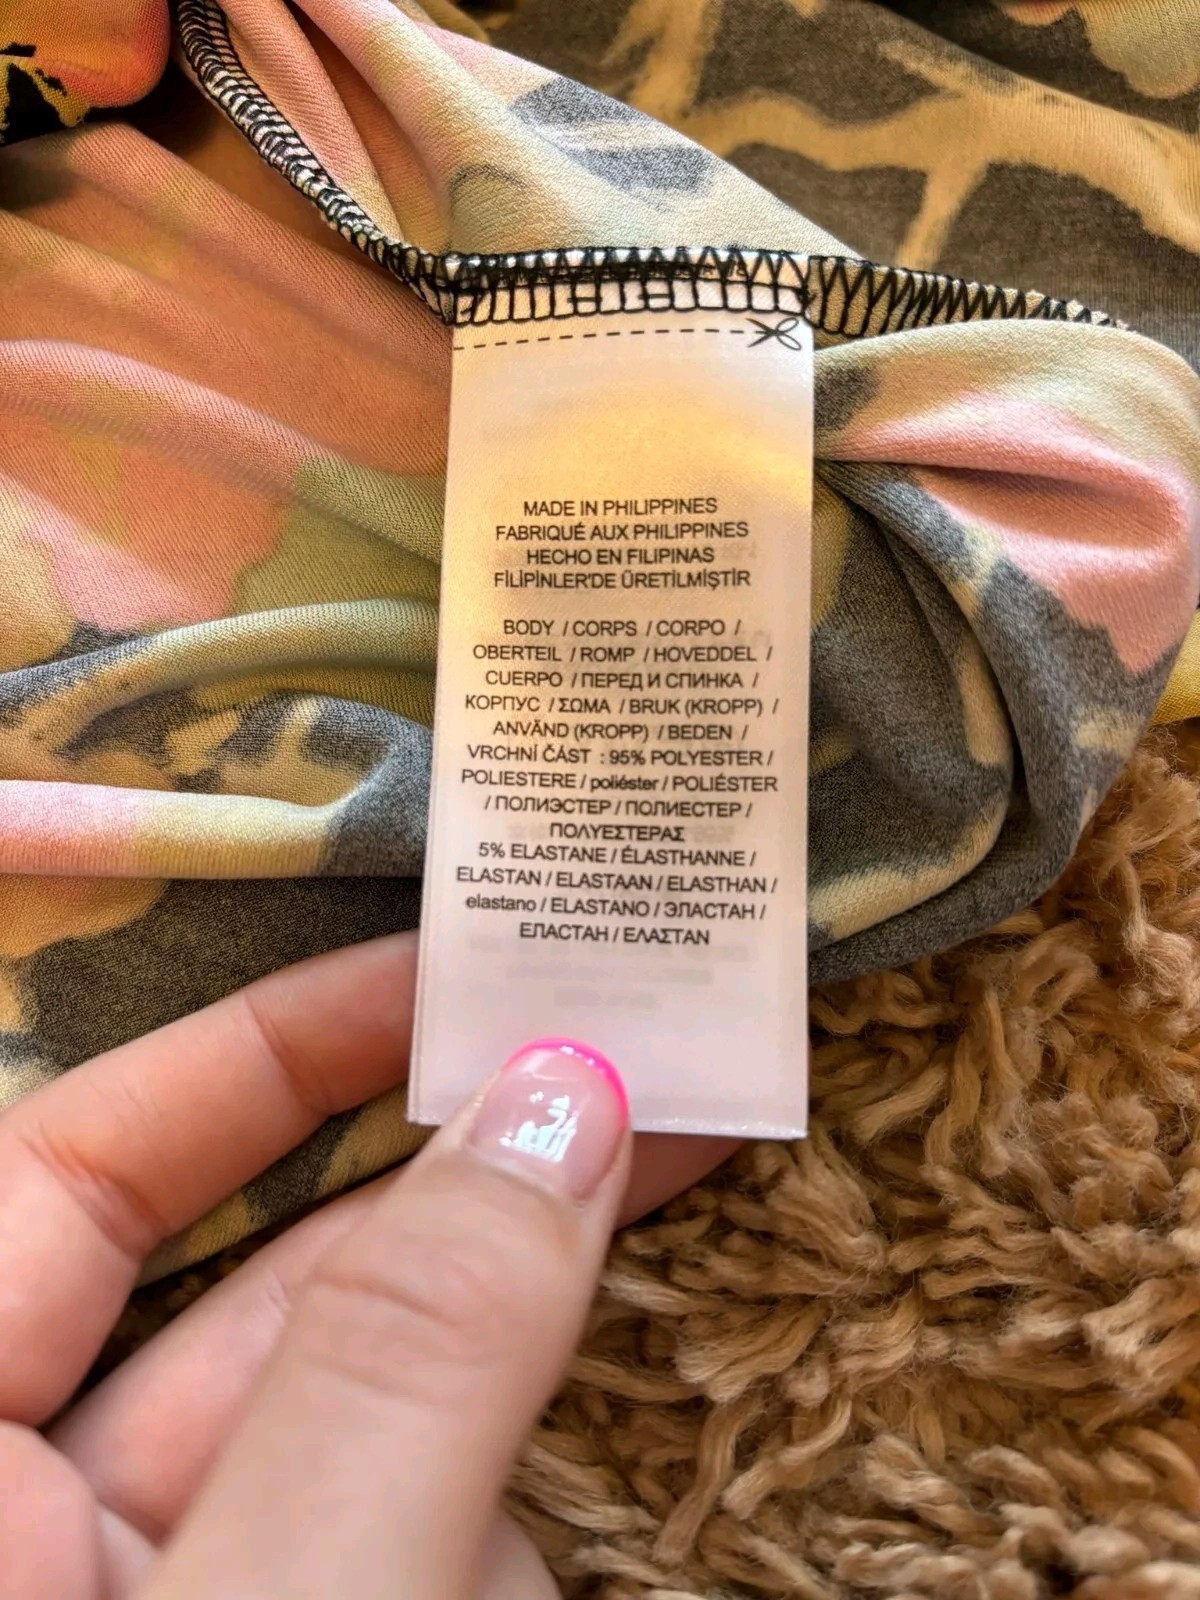 MADE IN PHILIPPINES
FABRIQUÉ AUX PHILIPPINES
HECHO EN FILIPINAS
FİLİPİNLER'DE ÜRETİLMİŞTİR
BODY / CORPS / CORPO /
OBERTEIL / ROMP / HOVEDDEL /
CUERPO / ПЕРЕД И СПИНКА /
КОРПУС / ΣΩΜΑ / BRUK (KROPP) /
ANVÄND (KROPP) / BEDEN /
VRCHNÍ ČÁST : 95% POLYESTER /
POLIESTERE / poliéster / POLIÉSTER
/ ПОЛИЭСТЕР / ПОЛИЕСТЕР /
ΠΟΛΥΕΣΤΕΡΑΣ
5% ELASTANE / ÉLASTHANNE /
ELASTAN / ELASTAAN / ELASTHAN /
elastano / ELASTANO / ЭЛАСТАН /
ЕЛАСТАН / ΕΛΑΣΤΑΝ